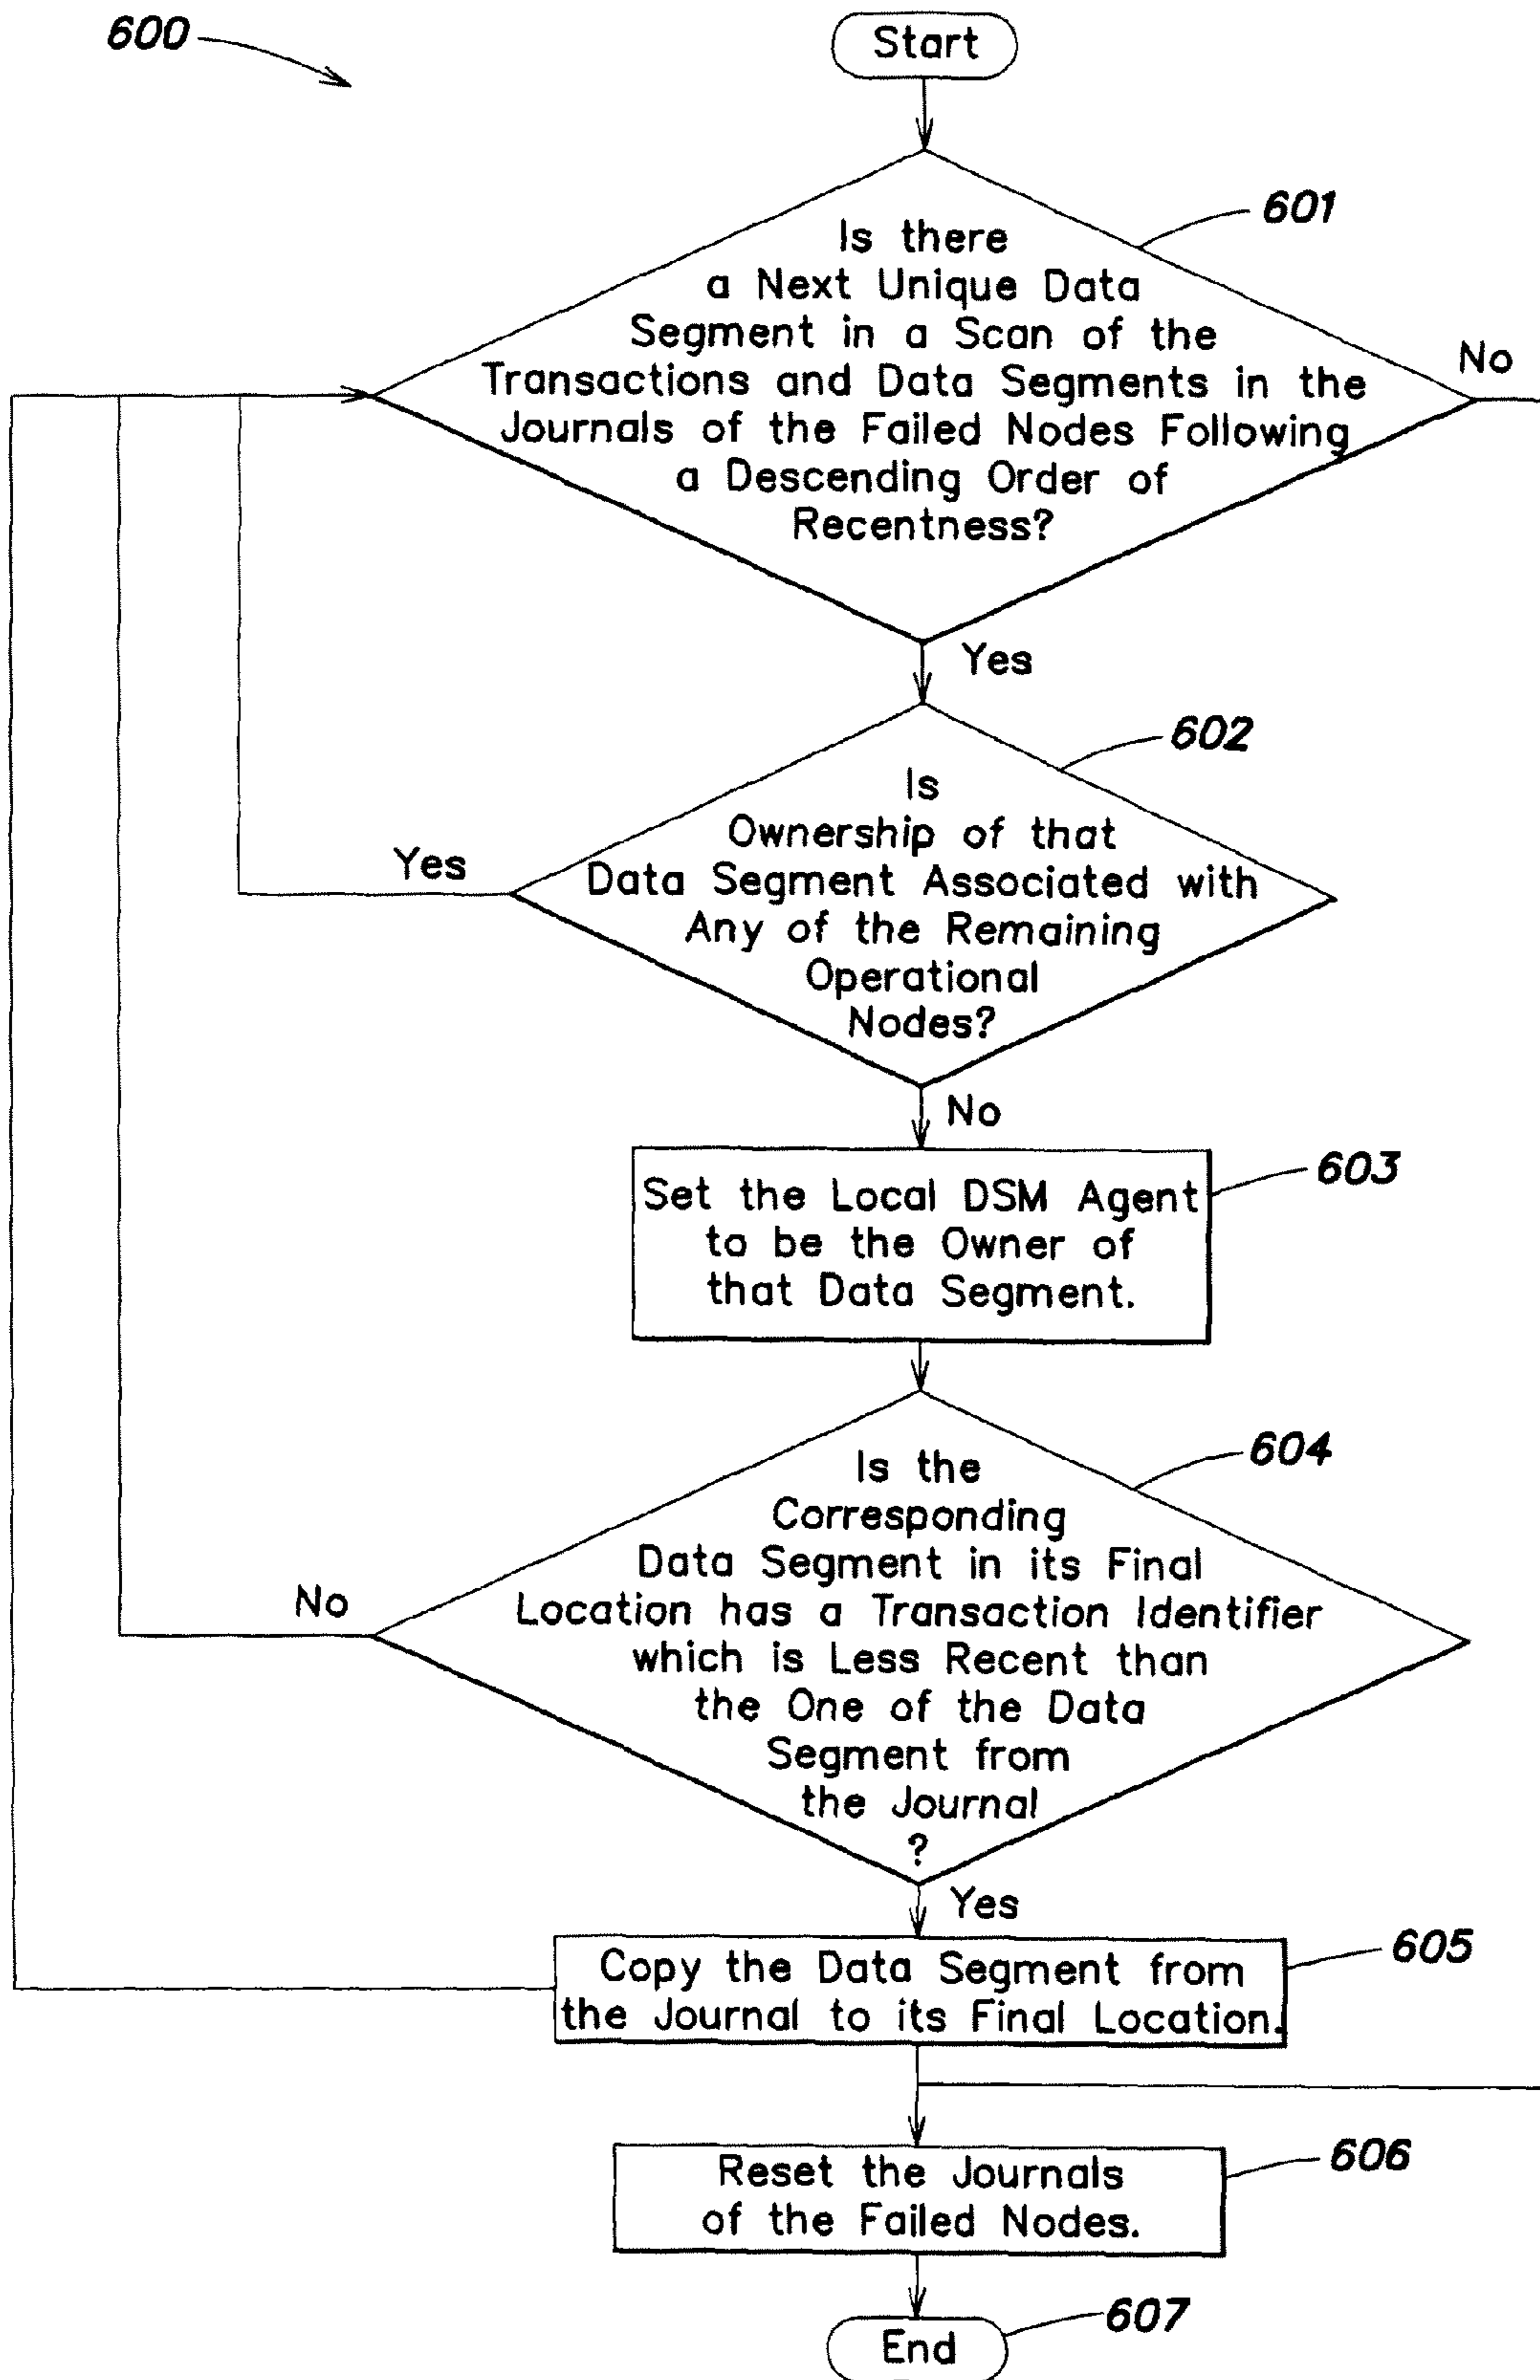 600
Start
601
Is there
a Next Unique Data
Segment in a Scan of the
Transactions and Data Segments in the
Journals of the Failed Nodes Following
a Descending Order of
Recentness?
No
Yes
602
Is
Ownership of that
Data Segment Associated with
Any of the Remaining
Operational
Nodes?
Yes
No
603
Set the Local DSM Agent
to be the Owner of
that Data Segment.
604
Is the
Corresponding
Data Segment in its Final
Location has a Transaction Identifier
which is Less Recent than
the One of the Data
Segment from
the Journal
?
No
Yes
605
Copy the Data Segment from
the Journal to its Final Location.
606
Reset the Journals
of the Failed Nodes.
607
End